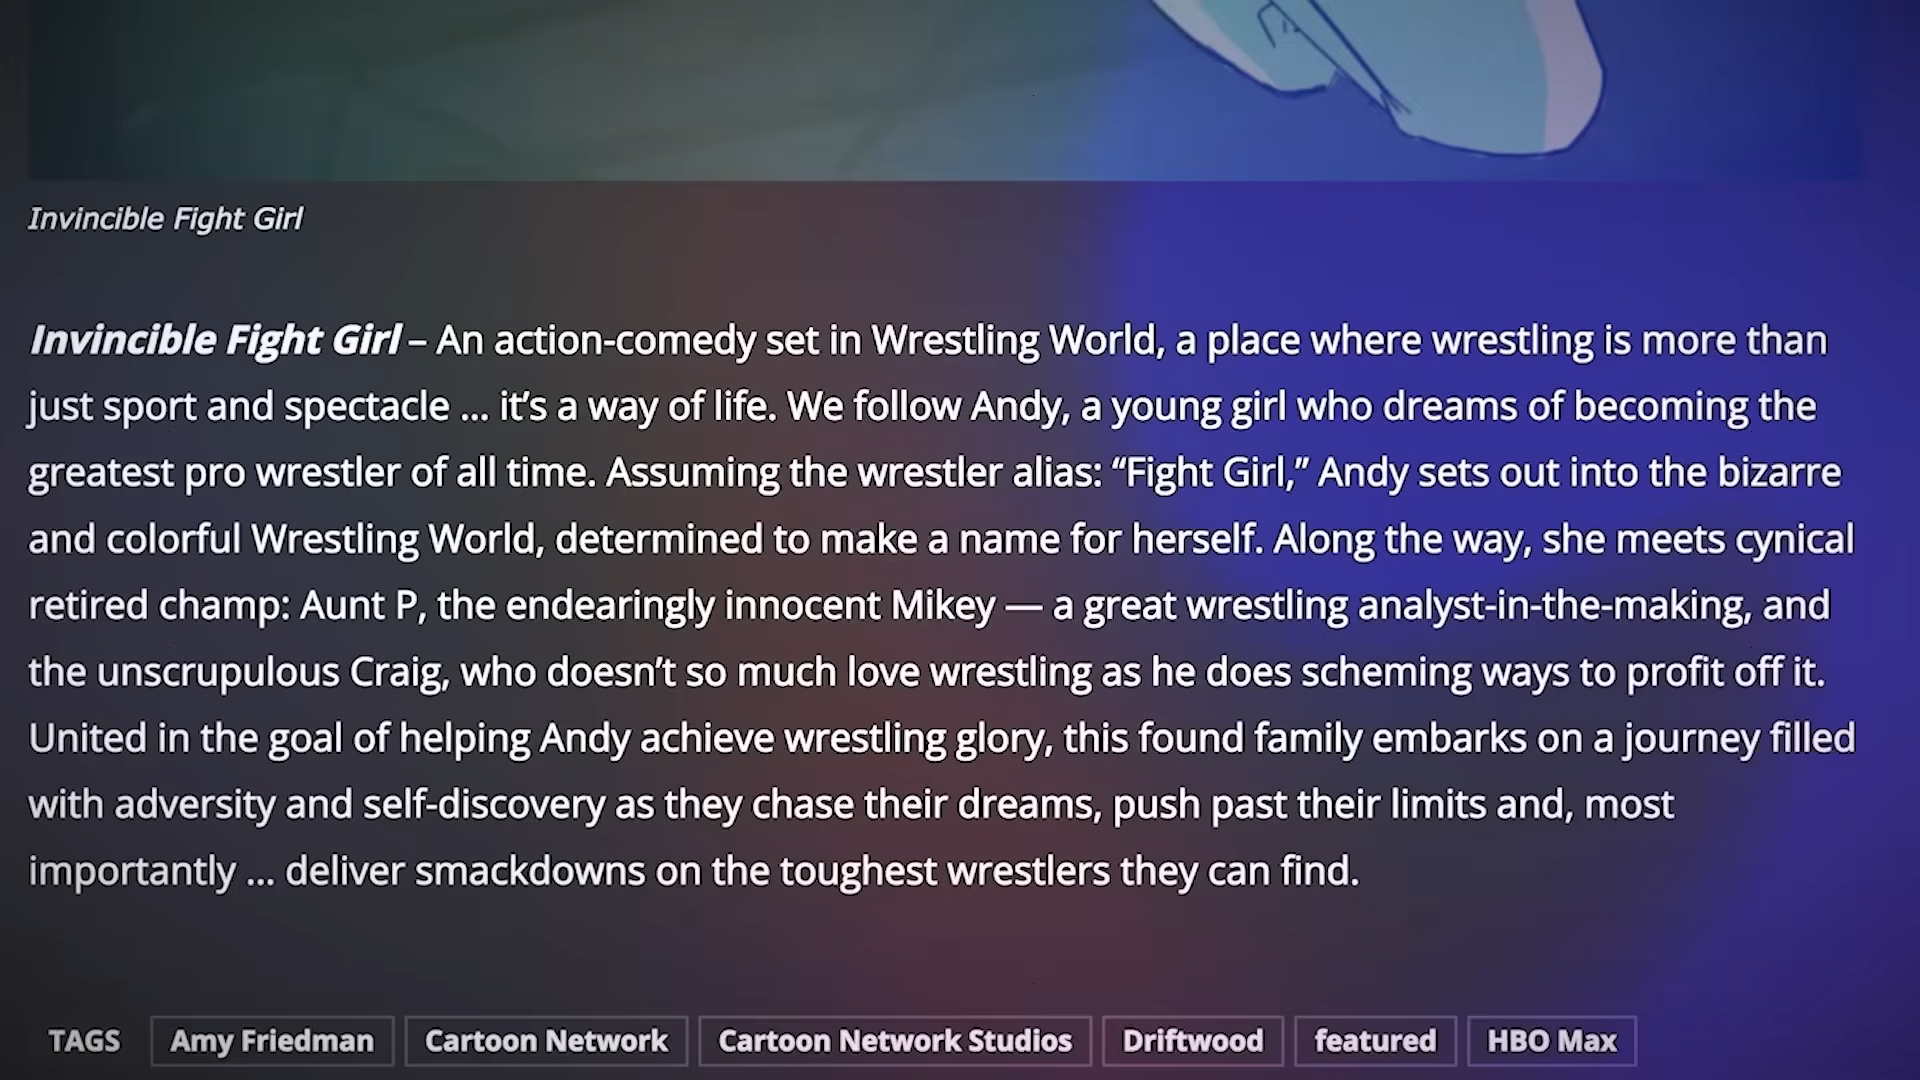 Invincible Fight Girl
Invincible Fight Girl – An action-comedy set in Wrestling World, a place where wrestling is more than
just sport and spectacle ... it’s a way of life. We follow Andy, a young girl who dreams of becoming the
greatest pro wrestler of all time. Assuming the wrestler alias: “Fight Girl,” Andy sets out into the bizarre
and colorful Wrestling World, determined to make a name for herself. Along the way, she meets cynical
retired champ: Aunt P, the endearingly innocent Mikey — a great wrestling analyst-in-the-making, and
the unscrupulous Craig, who doesn’t so much love wrestling as he does scheming ways to profit off it.
United in the goal of helping Andy achieve wrestling glory, this found family embarks on a journey filled
with adversity and self-discovery as they chase their dreams, push past their limits and, most
importantly ... deliver smackdowns on the toughest wrestlers they can find.
TAGS Amy Friedman Cartoon Network Cartoon Network Studios Driftwood featured HBO Max